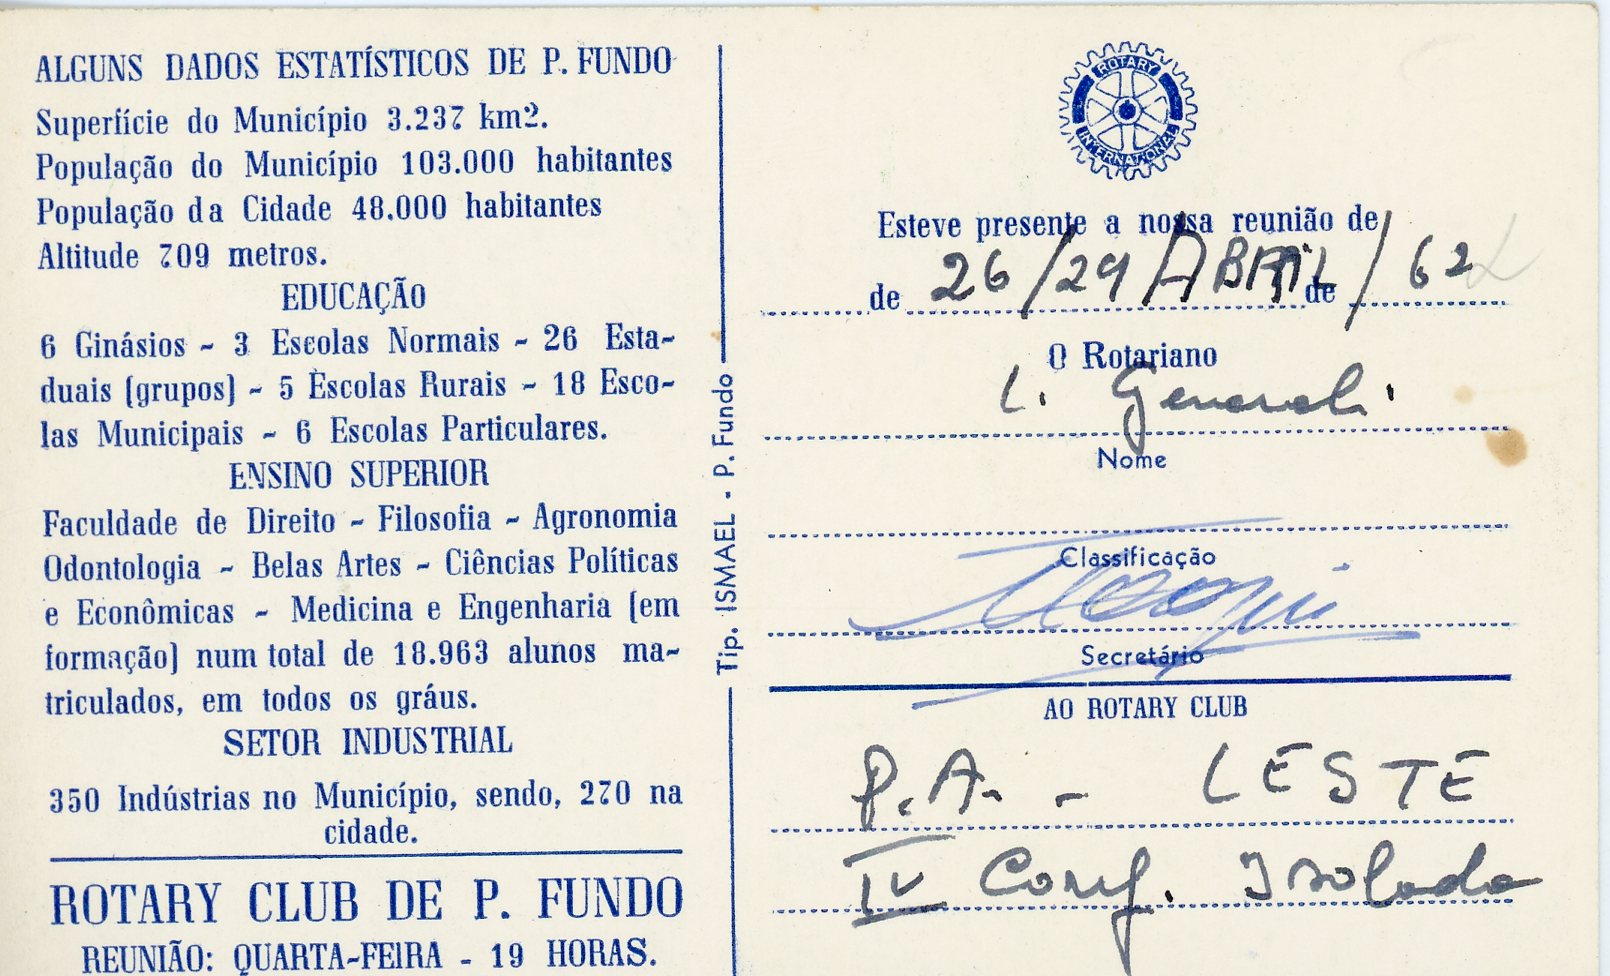 ALGUNS DADOS ESTATÍSTICOS DE P. FUNDO
Superfície do Município 3.237 km2.
População do Município 103.000 habitantes
População da Cidade 48.000 habitantes
Altitude 709 metros.
EDUCAÇÃO
6 Ginásios - 3 Escolas Normais - 26 Esta-
duais (grupos) - 5 Escolas Rurais - 18 Esco-
las Municipais - 6 Escolas Particulares.
ENSINO SUPERIOR
Faculdade de Direito - Filosofia - Agronomia
Odontologia - Belas Artes - Ciências Políticas
e Econômicas - Medicina e Engenharia (em
formação) num total de 18.963 alunos ma-
triculados, em todos os gráus.
SETOR INDUSTRIAL
350 Indústrias no Município, sendo, 270 na
cidade.
ROTARY CLUB DE P. FUNDO
REUNIÃO: QUARTA-FEIRA - 19 HORAS.
Tip. ISMAEL - P. Fundo
ROTARY
INTERNATIONAL
Esteve presente a nossa reunião de
de 26/29/ABRIL de /62
O Rotariano
L. Generali.
Nome
Classificação
Secretário
AO ROTARY CLUB
P.A. - LESTE
IV Conf. Isolada